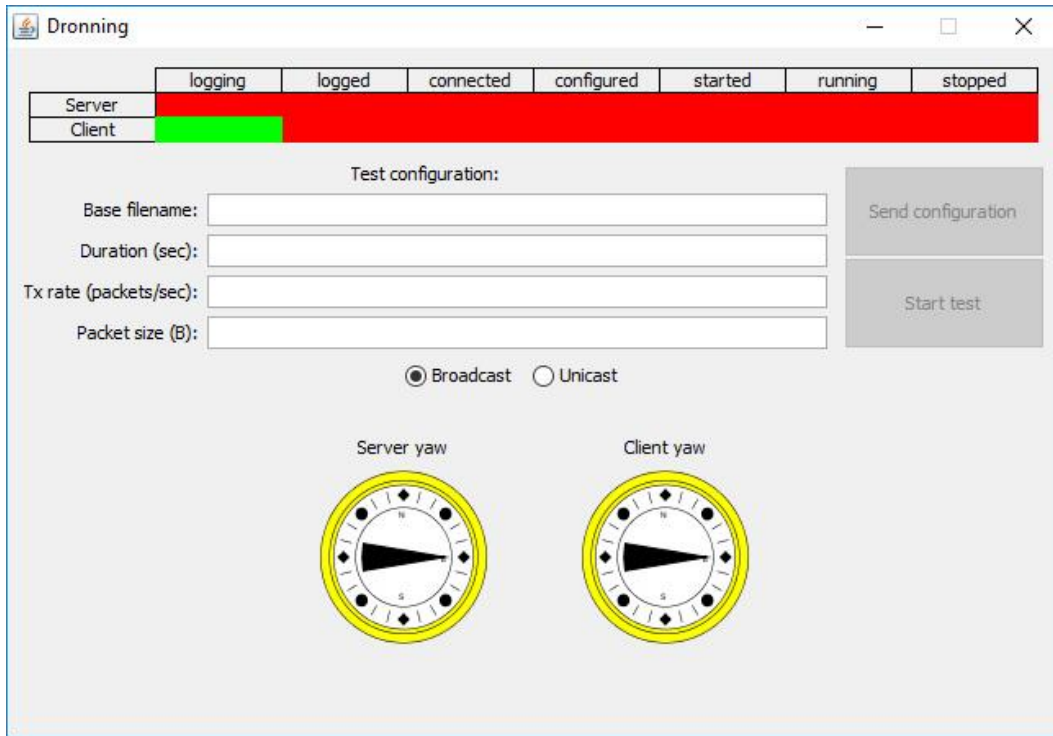 Dronning
logging logged connected configured started running stopped
Server
Client
Test configuration:
Base filename:
Send configuration
Duration (sec):
Tx rate (packets/sec):
Start test
Packet size (B):
Broadcast Unicast
Server yaw Client yaw
N N
S S